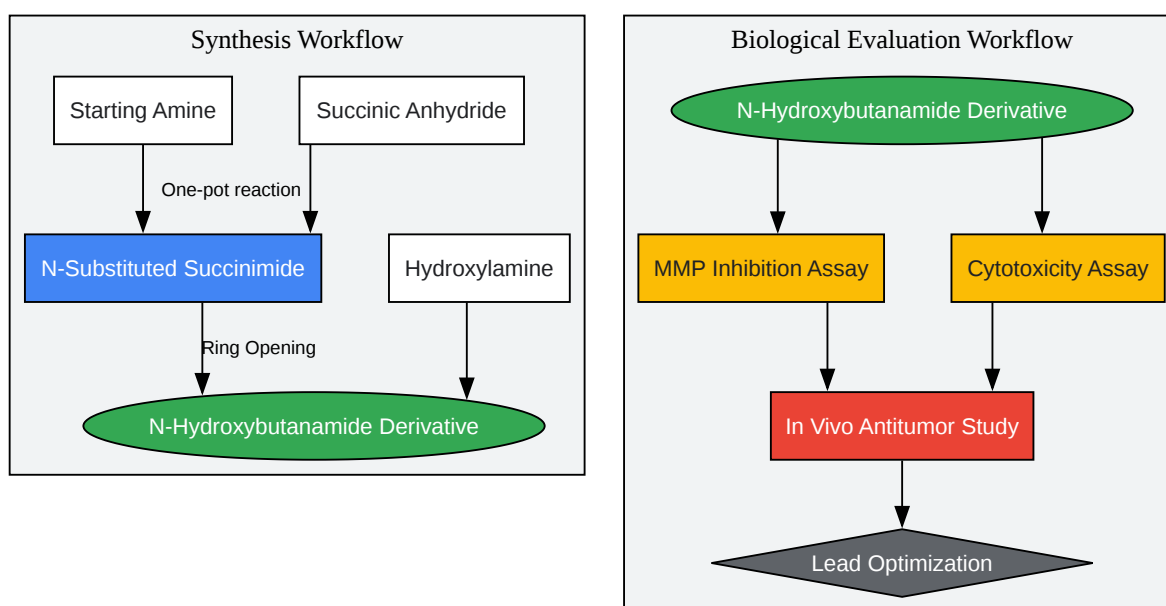 Synthesis Workflow
Starting Amine
Succinic Anhydride
One-pot reaction
N-Substituted Succinimide
Hydroxylamine
Ring Opening
N-Hydroxybutanamide Derivative
Biological Evaluation Workflow
N-Hydroxybutanamide Derivative
MMP Inhibition Assay
Cytotoxicity Assay
In Vivo Antitumor Study
Lead Optimization